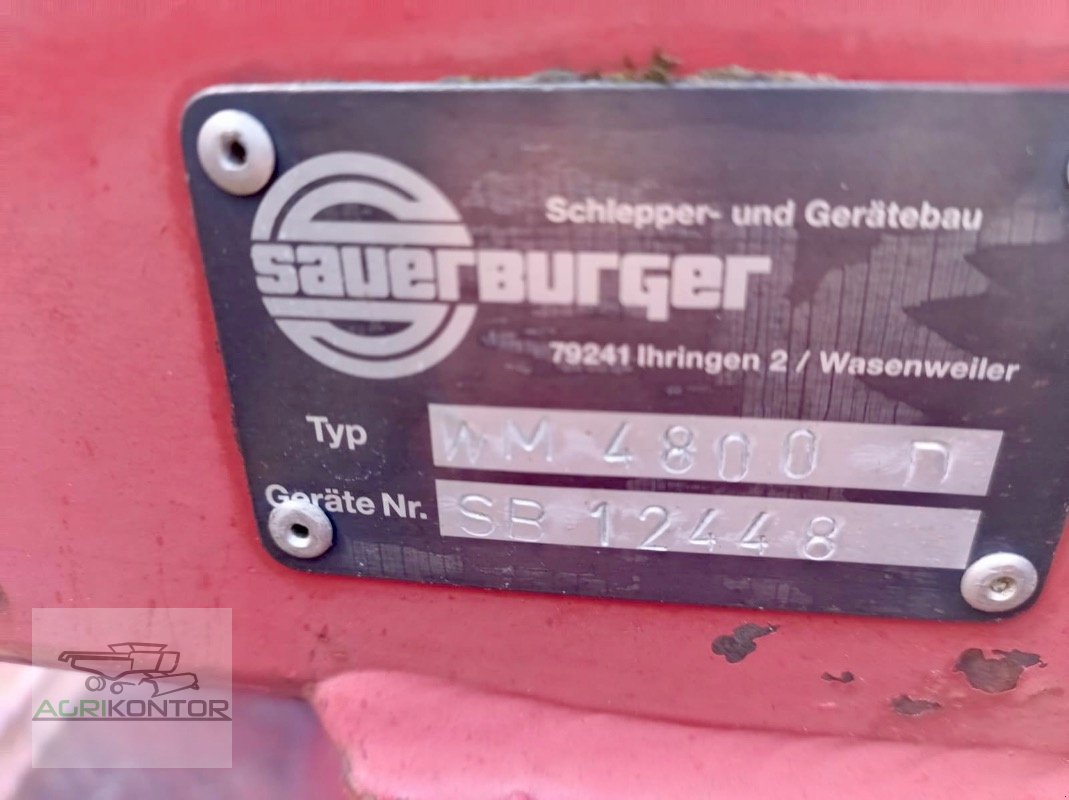 Schlepper- und Gerätebau
Sauerburger
79241 Ihringen 2 / Wasenweiler
Typ WM 4800 D
Geräte Nr. SB 12448
AGRIKONTOR